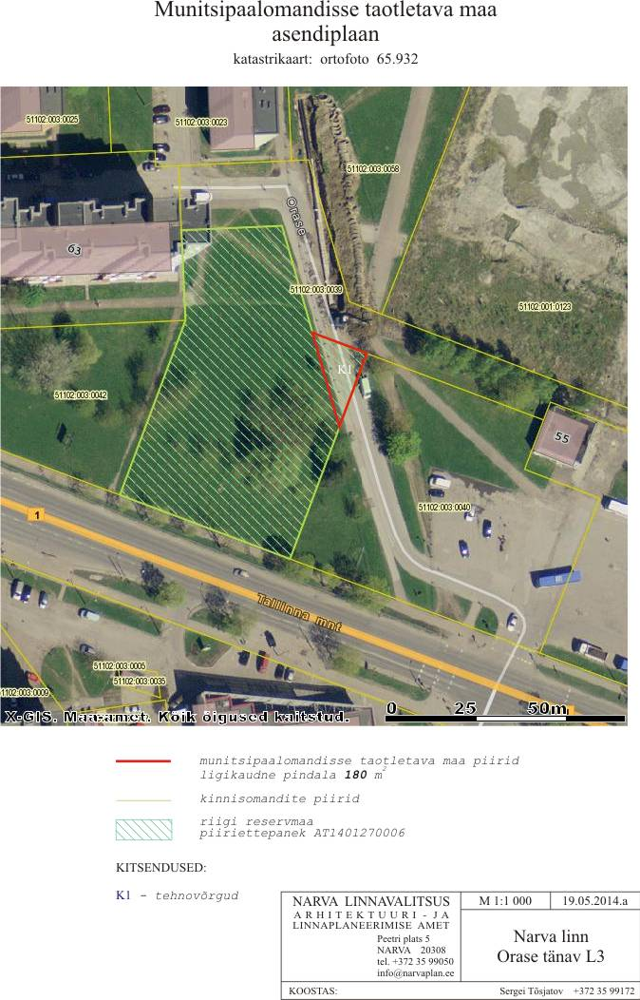 Munitsipaalomandisse taotletava maa
asendiplaan
katastrikaart: ortofoto 65.932
51102:003:0025
51102:003:0023
51102:003:0058
Orase
63
51102:003:0039
51102:001:0123
K1
51102:003:0042
55
51102:003:0040
1
Tallinna mnt
51102:003:0005
51102:003:0035
1102:003:0009
X-GIS. Maa-amet. Kõik õigused kaitstud.
0 25 50m
munitsipaalomandisse taotletava maa piirid
ligikaudne pindala 180 m²
kinnisomandite piirid
riigi reservmaa
piiriettepanek AT1401270006
KITSENDUSED:
K1 - tehnovõrgud
NARVA LINNAVALITSUS
ARHITEKTUURI - JA
LINNAPLANEERIMISE AMET
Peetri plats 5
NARVA 20308
tel. +372 35 99050
info@narvaplan.ee
M 1:1 000
19.05.2014.a
Narva linn
Orase tänav L3
KOOSTAS:
Sergei Tõsjatov +372 35 99172